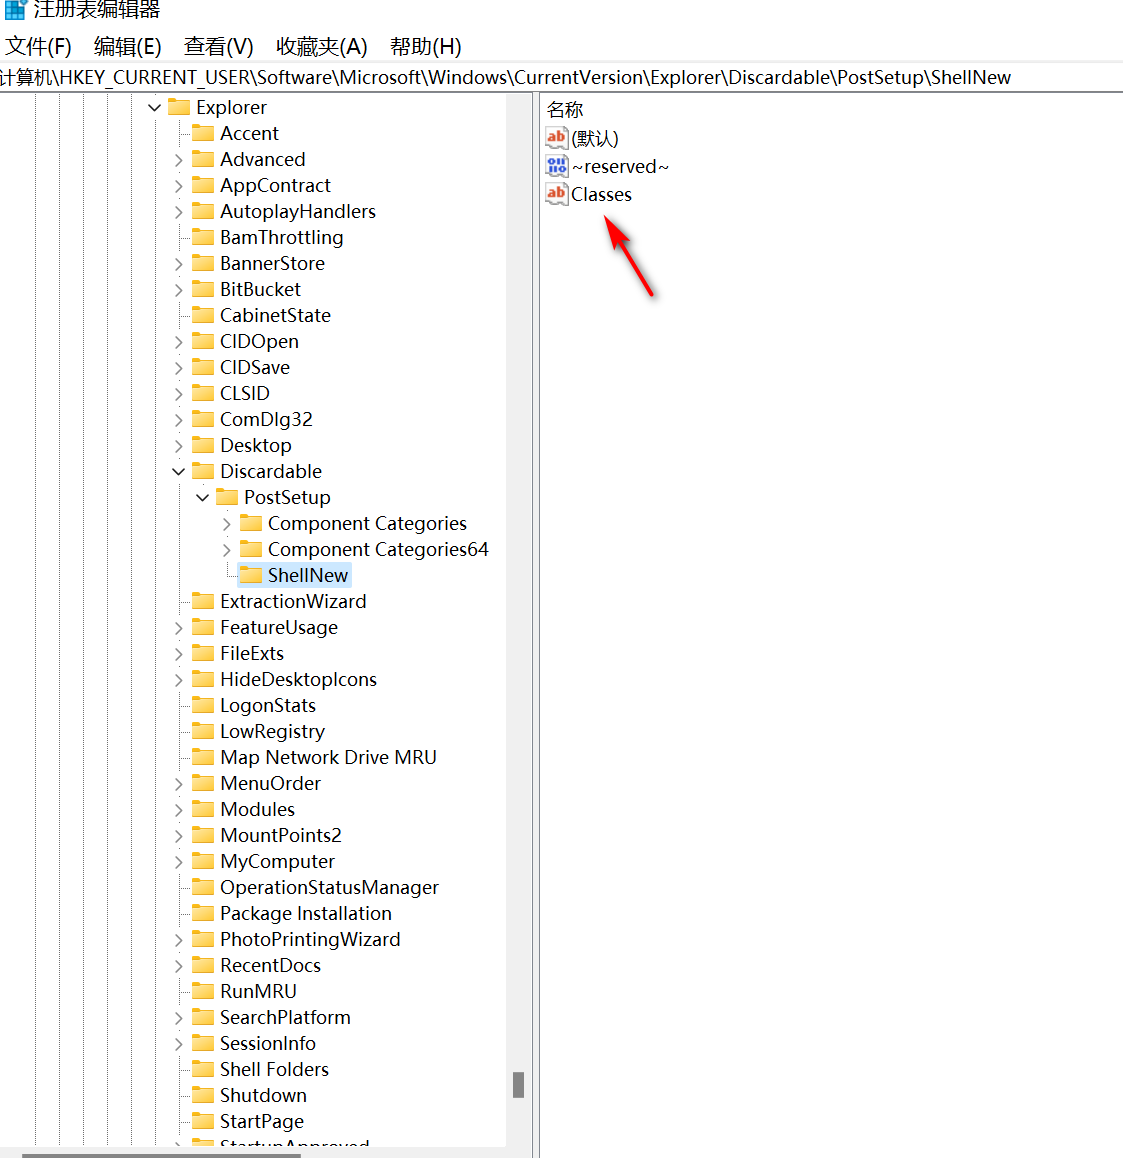 注册表编辑器
文件(F) 编辑(E) 查看(V) 收藏夹(A) 帮助(H)
计算机\HKEY_CURRENT_USER\Software\Microsoft\Windows\CurrentVersion\Explorer\Discardable\PostSetup\ShellNew
Explorer
Accent
Advanced
AppContract
AutoplayHandlers
BamThrottling
BannerStore
BitBucket
CabinetState
CIDOpen
CIDSave
CLSID
ComDlg32
Desktop
Discardable
PostSetup
Component Categories
Component Categories64
ShellNew
ExtractionWizard
FeatureUsage
FileExts
HideDesktopIcons
LogonStats
LowRegistry
Map Network Drive MRU
MenuOrder
Modules
MountPoints2
MyComputer
OperationStatusManager
Package Installation
PhotoPrintingWizard
RecentDocs
RunMRU
SearchPlatform
SessionInfo
Shell Folders
Shutdown
StartPage
StartupApproved
名称
(默认)
~reserved~
Classes